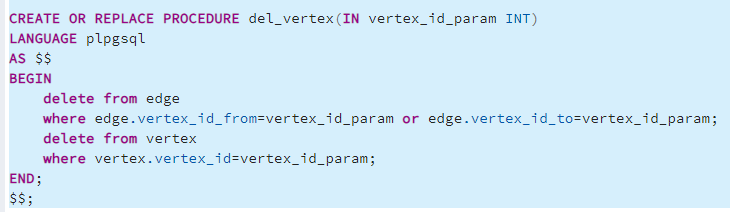 CREATE OR REPLACE PROCEDURE del_vertex(IN vertex_id_param INT)
LANGUAGE plpgsql
AS $$
BEGIN
    delete from edge
    where edge.vertex_id_from=vertex_id_param or edge.vertex_id_to=vertex_id_param;
    delete from vertex
    where vertex.vertex_id=vertex_id_param;
END;
$$;